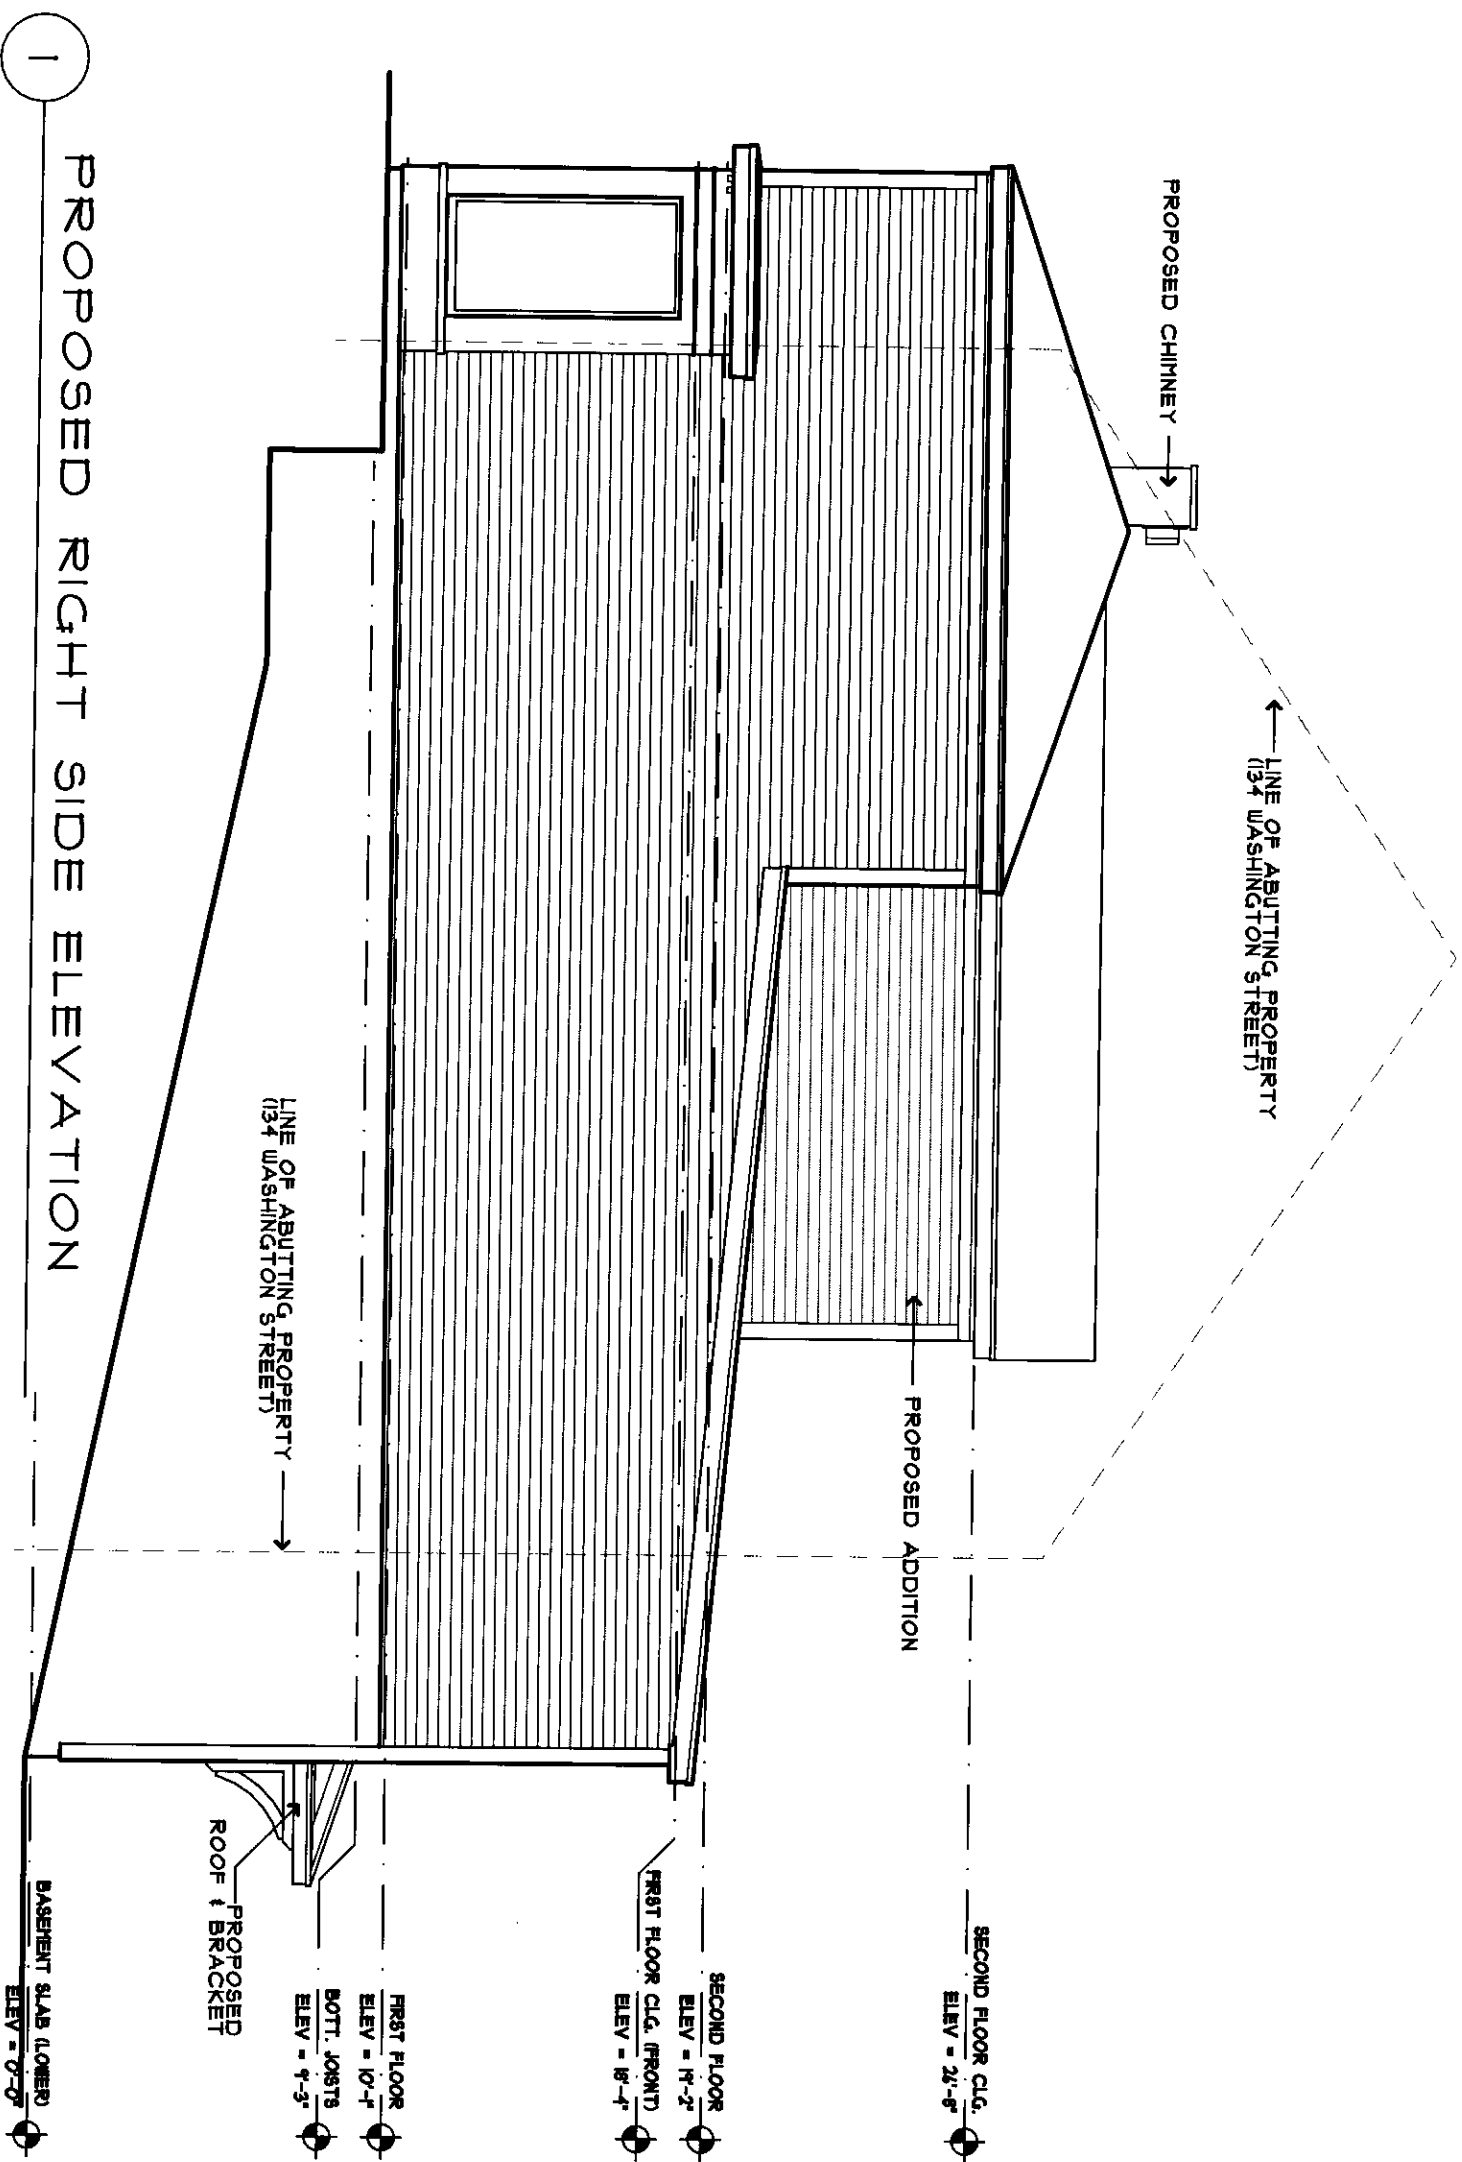 PROPOSED CHIMNEY
LINE OF ABUTTING PROPERTY
(134 WASHINGTON STREET)
PROPOSED ADDITION
SECOND FLOOR CLG.
ELEV = 26'-8"
SECOND FLOOR
ELEV = 19'-2"
FIRST FLOOR CLG. (FRONT)
ELEV = 18'-4"
FIRST FLOOR
ELEV = 10'-1"
BOTT. JOISTS
ELEV = 9'-3"
LINE OF ABUTTING PROPERTY
(134 WASHINGTON STREET)
PROPOSED
ROOF & BRACKET
BASEMENT SLAB (LOWER)
ELEV = 0'-0"
1
PROPOSED RIGHT SIDE ELEVATION